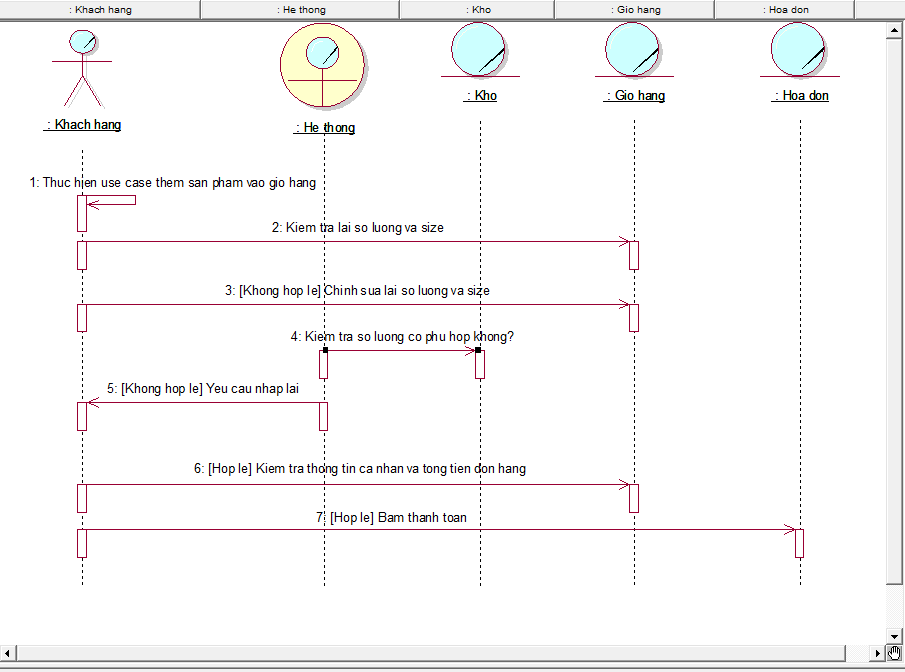 : Khach hang
: He thong
: Kho
: Gio hang
: Hoa don
: Khach hang
: He thong
: Kho
: Gio hang
: Hoa don
1: Thuc hien use case them san pham vao gio hang
2: Kiem tra lai so luong va size
3: [Khong hop le] Chinh sua lai so luong va size
4: Kiem tra so luong co phu hop khong?
5: [Khong hop le] Yeu cau nhap lai
6: [Hop le] Kiem tra thong tin ca nhan va tong tien don hang
7: [Hop le] Bam thanh toan